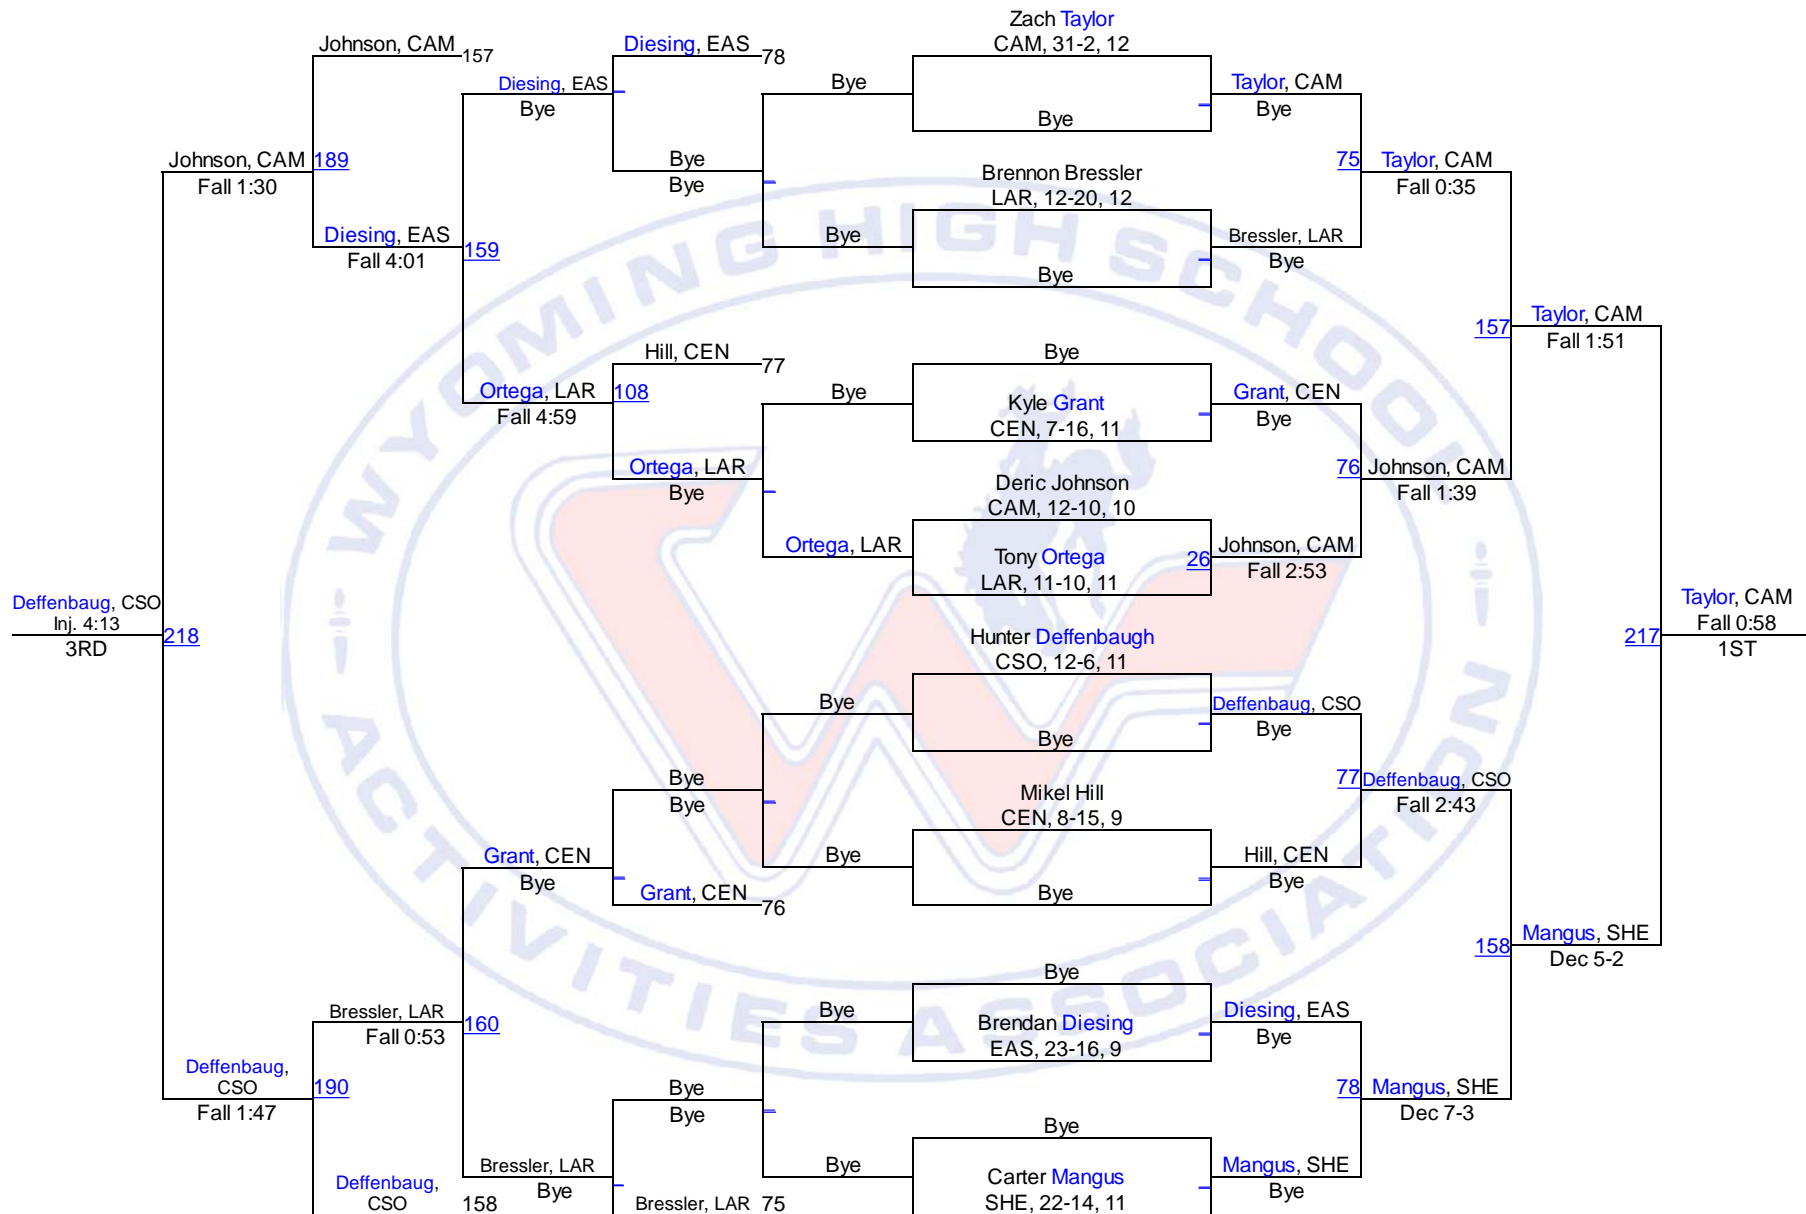 Zach Taylor
CAM, 31-2, 12
Johnson, CAM
157
Diesing, EAS
78
Diesing, EAS
Bye
Bye
Bye
Taylor, CAM
Bye
Johnson, CAM
Fall 1:30
189
Bye
Bye
Brennon Bressler
LAR, 12-20, 12
75
Taylor, CAM
Fall 0:35
Diesing, EAS
Fall 4:01
159
Bye
Bye
Bressler, LAR
Bye
157
Taylor, CAM
Fall 1:51
Hill, CEN
77
Bye
Ortega, LAR
Fall 4:59
108
Bye
Kyle Grant
CEN, 7-16, 11
Grant, CEN
Bye
Ortega, LAR
Bye
Deric Johnson
CAM, 12-10, 10
76
Johnson, CAM
Fall 1:39
Ortega, LAR
Tony Ortega
LAR, 11-10, 11
26
Johnson, CAM
Fall 2:53
Deffenbaug, CSO
Inj. 4:13
3RD
218
Hunter Deffenbaugh
CSO, 12-6, 11
217
Taylor, CAM
Fall 0:58
1ST
Bye
Bye
Deffenbaug, CSO
Bye
Bye
Bye
Mikel Hill
CEN, 8-15, 9
77
Deffenbaug, CSO
Fall 2:43
Grant, CEN
Bye
Grant, CEN
76
Bye
Bye
Hill, CEN
Bye
158
Mangus, SHE
Dec 5-2
Bressler, LAR
Fall 0:53
160
Bye
Bye
Brendan Diesing
EAS, 23-16, 9
Diesing, EAS
Bye
Deffenbaug,
CSO
Fall 1:47
190
Bye
Bye
78
Mangus, SHE
Dec 7-3
Deffenbaug,
CSO
158
Bressler, LAR
Bye
Bressler, LAR
75
Bye
Bye
Carter Mangus
SHE, 22-14, 11
Mangus, SHE
Bye
WYOMING HIGH SCHOOL
ACTIVITIES ASSOCIATION